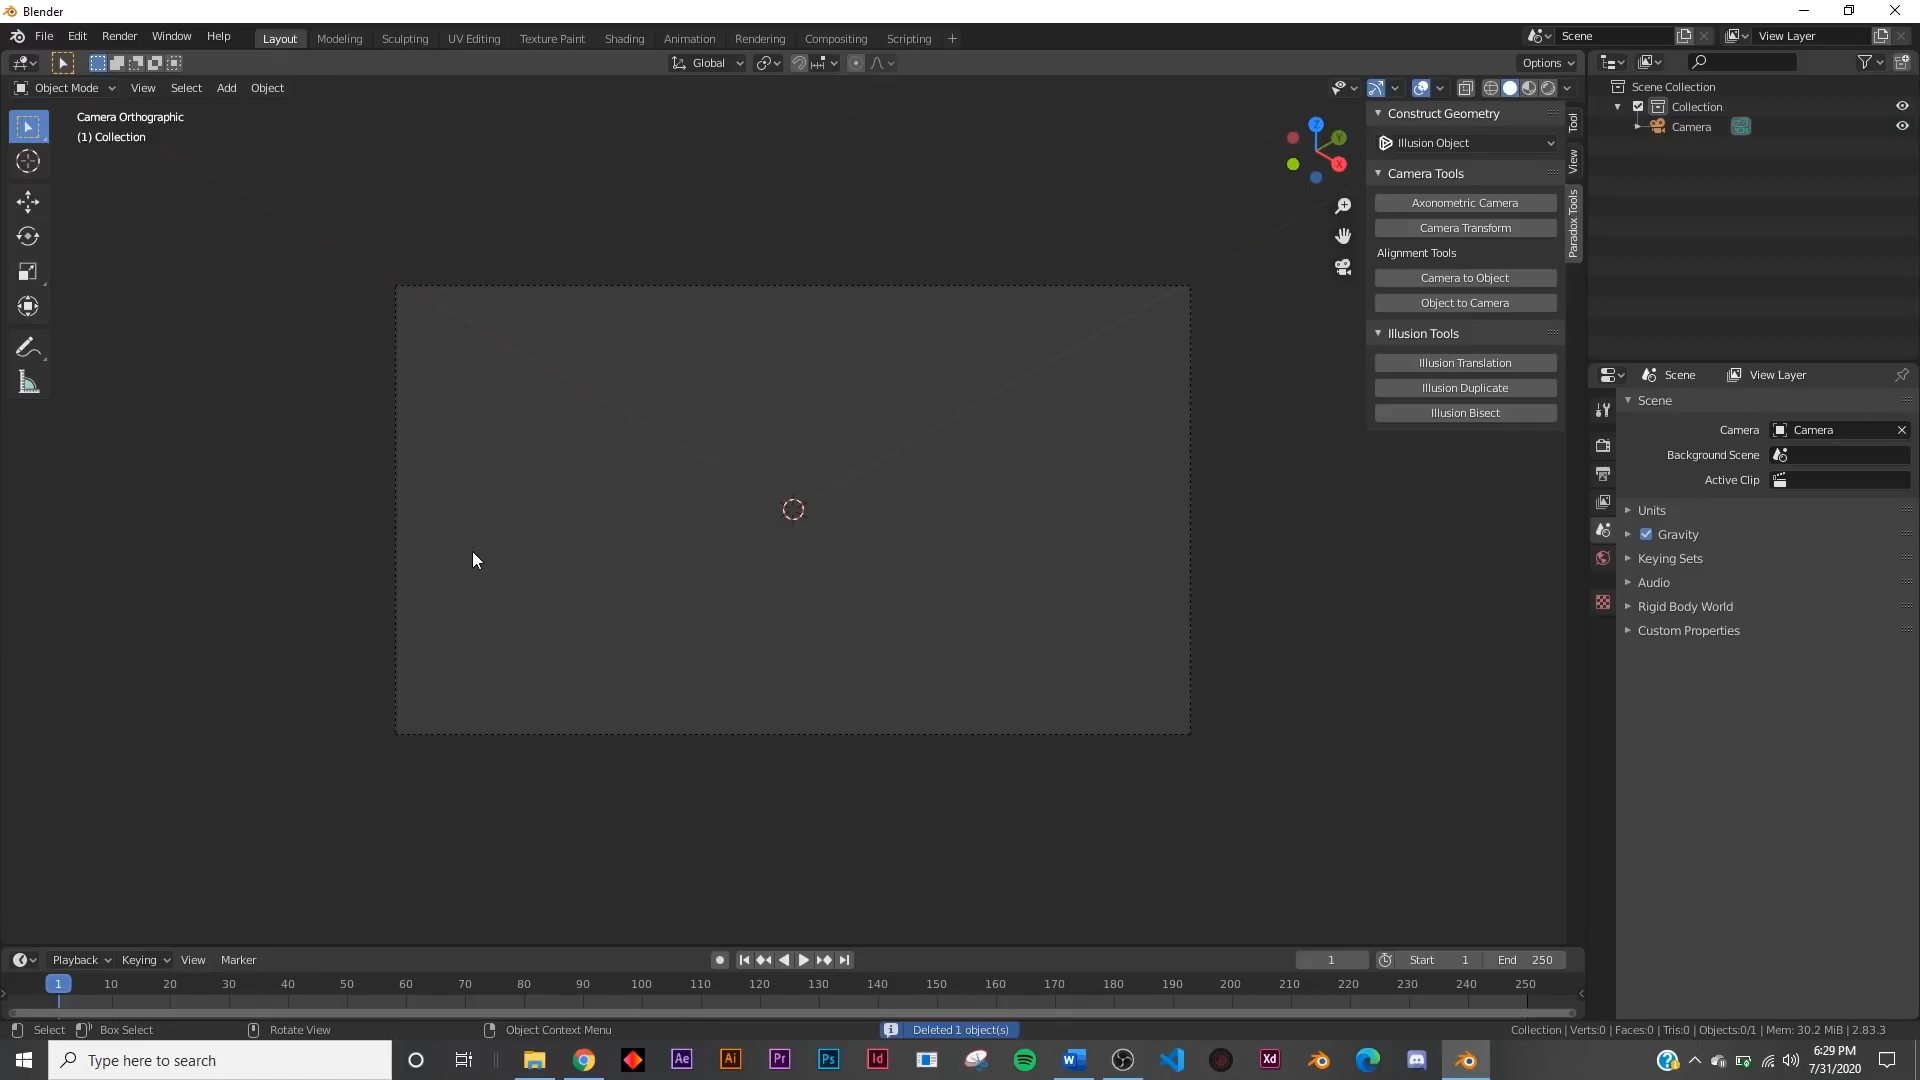 Blender
File Edit Render Window Help Layout Modeling Sculpting UV Editing Texture Paint Shading Animation Rendering Compositing Scripting + Scene View Layer
Global Options
Object Mode View Select Add Object
Camera Orthographic
(1) Collection
Z
Y
X
Construct Geometry
Illusion Object
Camera Tools
Axonometric Camera
Camera Transform
Alignment Tools
Camera to Object
Object to Camera
Illusion Tools
Illusion Translation
Illusion Duplicate
Illusion Bisect
Tool
View
Paradox Tools
Scene Collection
Collection
Camera
Scene View Layer
Scene
Camera Camera
Background Scene
Active Clip
Units
Gravity
Keying Sets
Audio
Rigid Body World
Custom Properties
Playback Keying View Marker 1 Start 1 End 250
1 10 20 30 40 50 60 70 80 90 100 110 120 130 140 150 160 170 180 190 200 210 220 230 240 250
Select Box Select Rotate View Object Context Menu Deleted 1 object(s) Collection | Verts:0 | Faces:0 | Tris:0 | Objects:0/1 | Mem: 30.2 MiB | 2.83.3
Type here to search Ae Ai Pr Ps Id W Xd 6:29 PM
7/31/2020